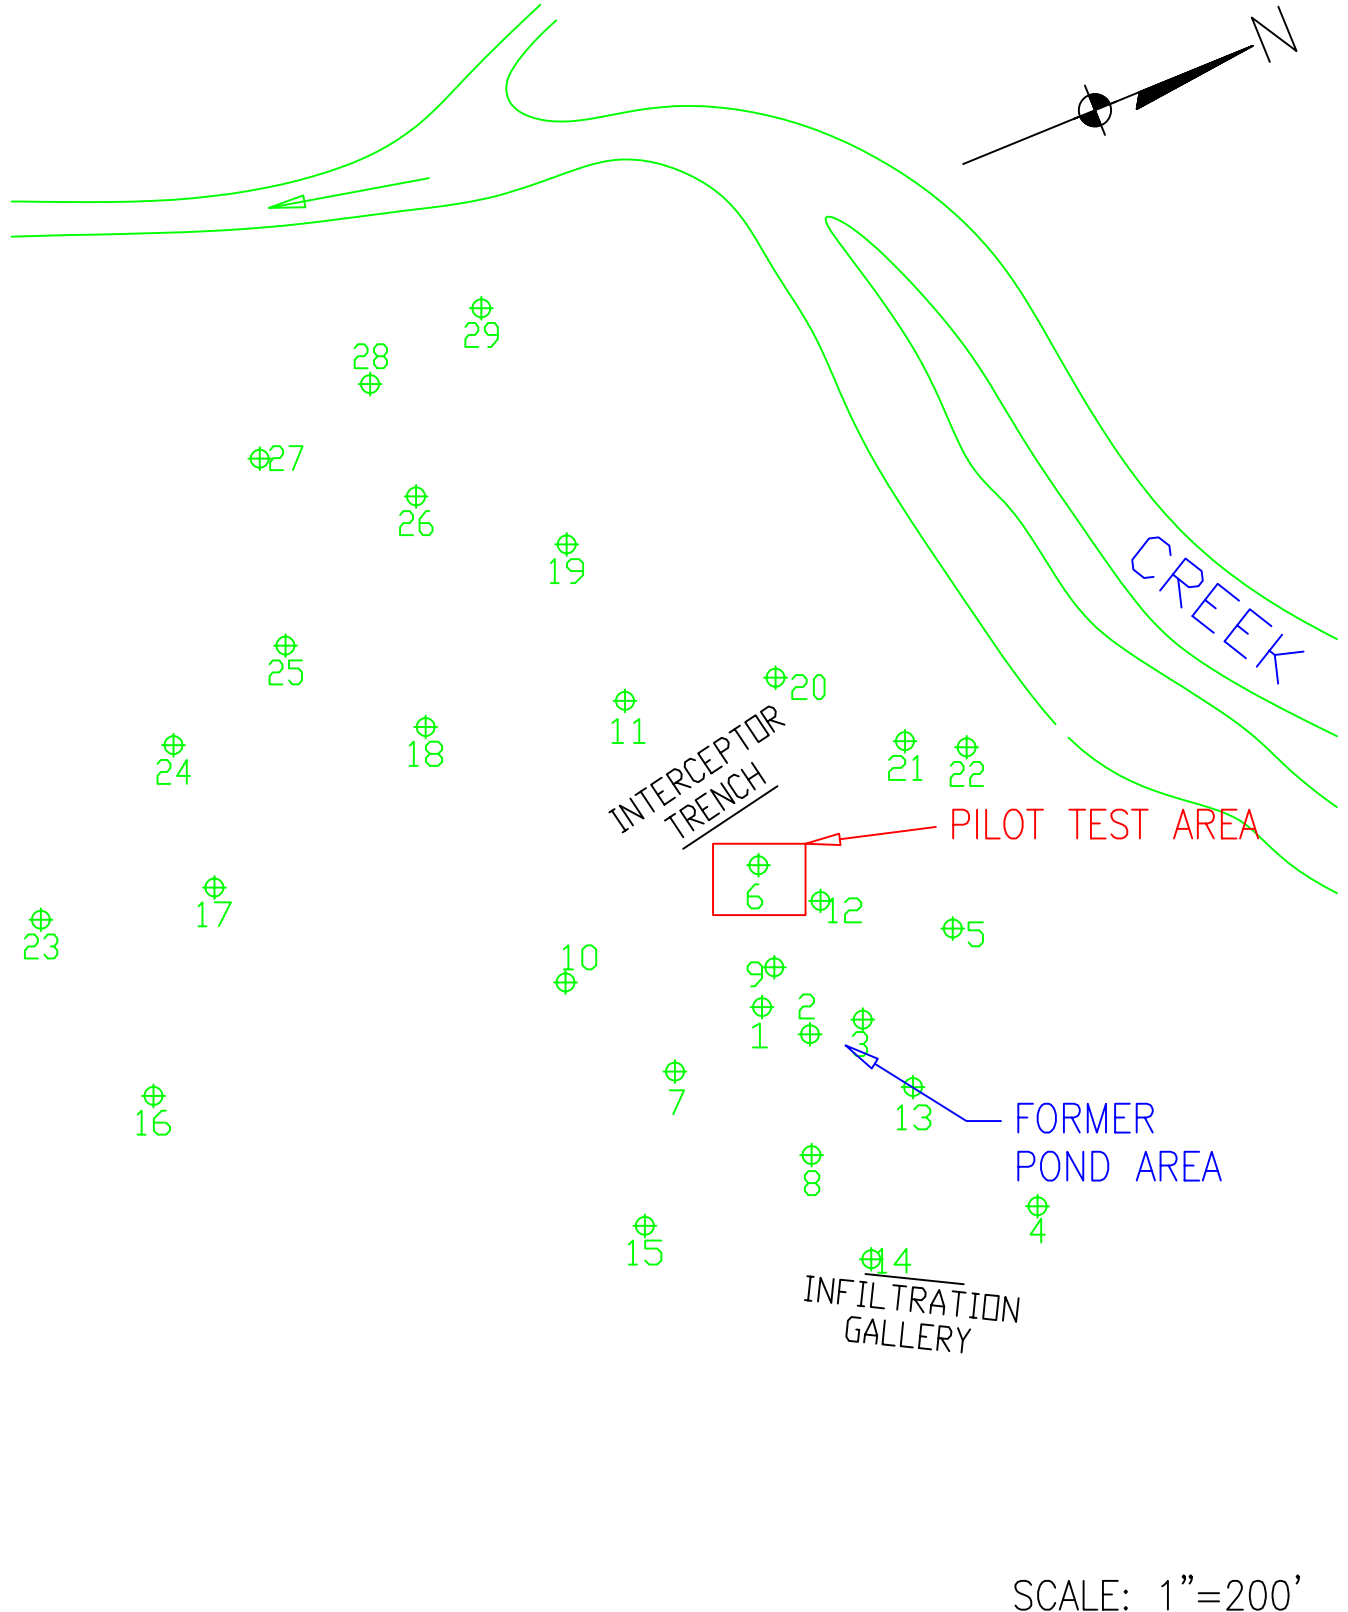 N
29
28
27
26
19
CREEK
25
20
11
18
INTERCEPTOR
TRENCH
21
22
24
PILOT TEST AREA
6
12
17
23
5
10
9
2
1
3
7
13
16
FORMER
POND AREA
8
4
15
14
INFILTRATION
GALLERY
SCALE: 1"=200'